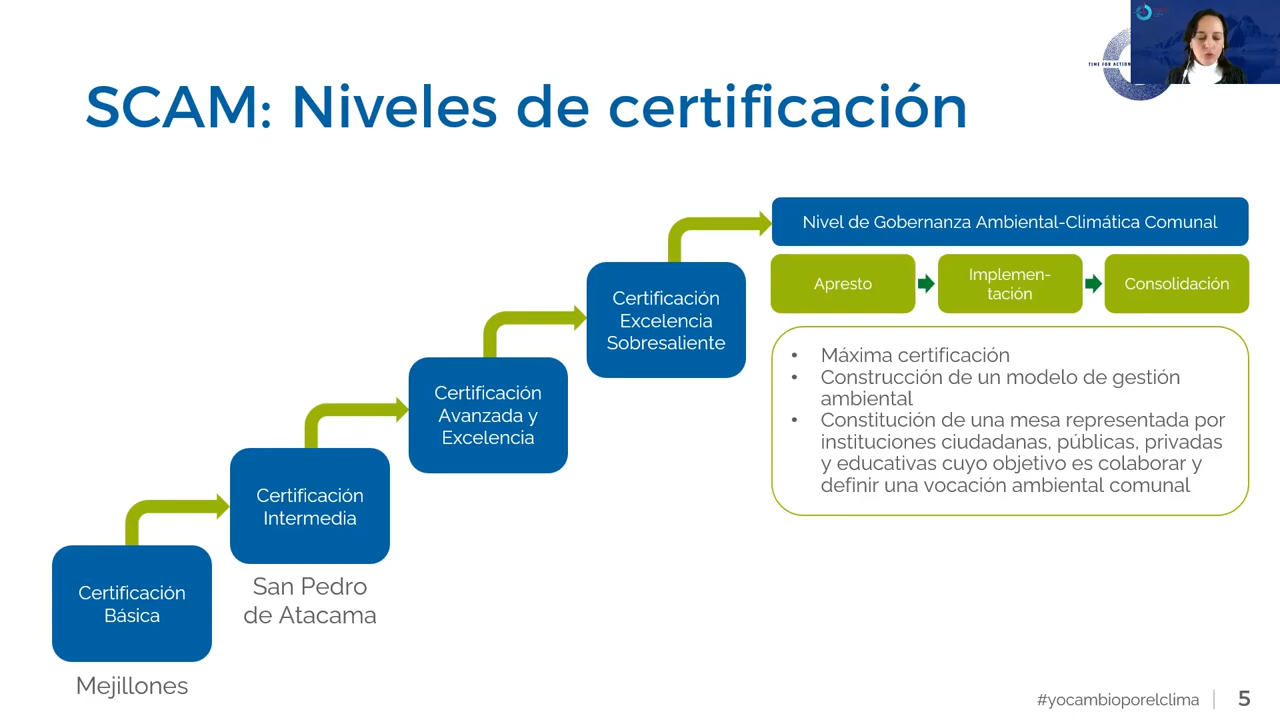 TIME FOR ACTION
SCAM: Niveles de certificación
Nivel de Gobernanza Ambiental-Climática Comunal
Apresto
Implemen-
tación
Consolidación
Certificación
Excelencia
Sobresaliente
• Máxima certificación
• Construcción de un modelo de gestión
ambiental
• Constitución de una mesa representada por
instituciones ciudadanas, públicas, privadas
y educativas cuyo objetivo es colaborar y
definir una vocación ambiental comunal
Certificación
Avanzada y
Excelencia
Certificación
Intermedia
San Pedro
de Atacama
Certificación
Básica
Mejillones
#yocambioporelclima
5